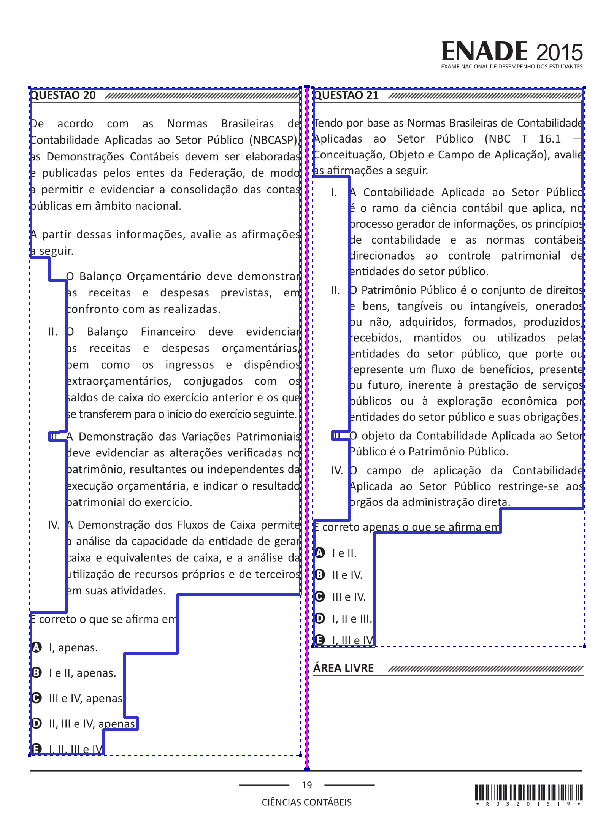 ENADE 2015
EXAME NACIONAL DE DESEMPENHO DOS ESTUDANTES
QUESTÃO 20
De acordo com as Normas Brasileiras de
Contabilidade Aplicadas ao Setor Público (NBCASP),
as Demonstrações Contábeis devem ser elaboradas
e publicadas pelos entes da Federação, de modo
a permitir e evidenciar a consolidação das contas
públicas em âmbito nacional.
A partir dessas informações, avalie as afirmações
a seguir.
O Balanço Orçamentário deve demonstrar
as receitas e despesas previstas, em
confronto com as realizadas.
II. O Balanço Financeiro deve evidenciar
as receitas e despesas orçamentárias,
bem como os ingressos e dispêndios
extraorçamentários, conjugados com os
saldos de caixa do exercício anterior e os que
se transferem para o início do exercício seguinte.
III. A Demonstração das Variações Patrimoniais
deve evidenciar as alterações verificadas no
patrimônio, resultantes ou independentes da
execução orçamentária, e indicar o resultado
patrimonial do exercício.
IV. A Demonstração dos Fluxos de Caixa permite
a análise da capacidade da entidade de gerar
caixa e equivalentes de caixa, e a análise da
utilização de recursos próprios e de terceiros
em suas atividades.
É correto o que se afirma em
A I, apenas.
B I e II, apenas.
C III e IV, apenas.
D II, III e IV, apenas.
E I, II, III e IV.
QUESTÃO 21
Tendo por base as Normas Brasileiras de Contabilidade
Aplicadas ao Setor Público (NBC T 16.1 –
Conceituação, Objeto e Campo de Aplicação), avalie
as afirmações a seguir.
I. A Contabilidade Aplicada ao Setor Público
é o ramo da ciência contábil que aplica, no
processo gerador de informações, os princípios
de contabilidade e as normas contábeis
direcionados ao controle patrimonial de
entidades do setor público.
II. O Patrimônio Público é o conjunto de direitos
e bens, tangíveis ou intangíveis, onerados
ou não, adquiridos, formados, produzidos,
recebidos, mantidos ou utilizados pelas
entidades do setor público, que porte ou
represente um fluxo de benefícios, presente
ou futuro, inerente à prestação de serviços
públicos ou à exploração econômica por
entidades do setor público e suas obrigações.
III. O objeto da Contabilidade Aplicada ao Setor
Público é o Patrimônio Público.
IV. O campo de aplicação da Contabilidade
Aplicada ao Setor Público restringe-se aos
órgãos da administração direta.
É correto apenas o que se afirma em
A I e II.
B II e IV.
C III e IV.
D I, II e III.
E I, III e IV.
ÁREA LIVRE
19
CIÊNCIAS CONTÁBEIS
*R3320151919*